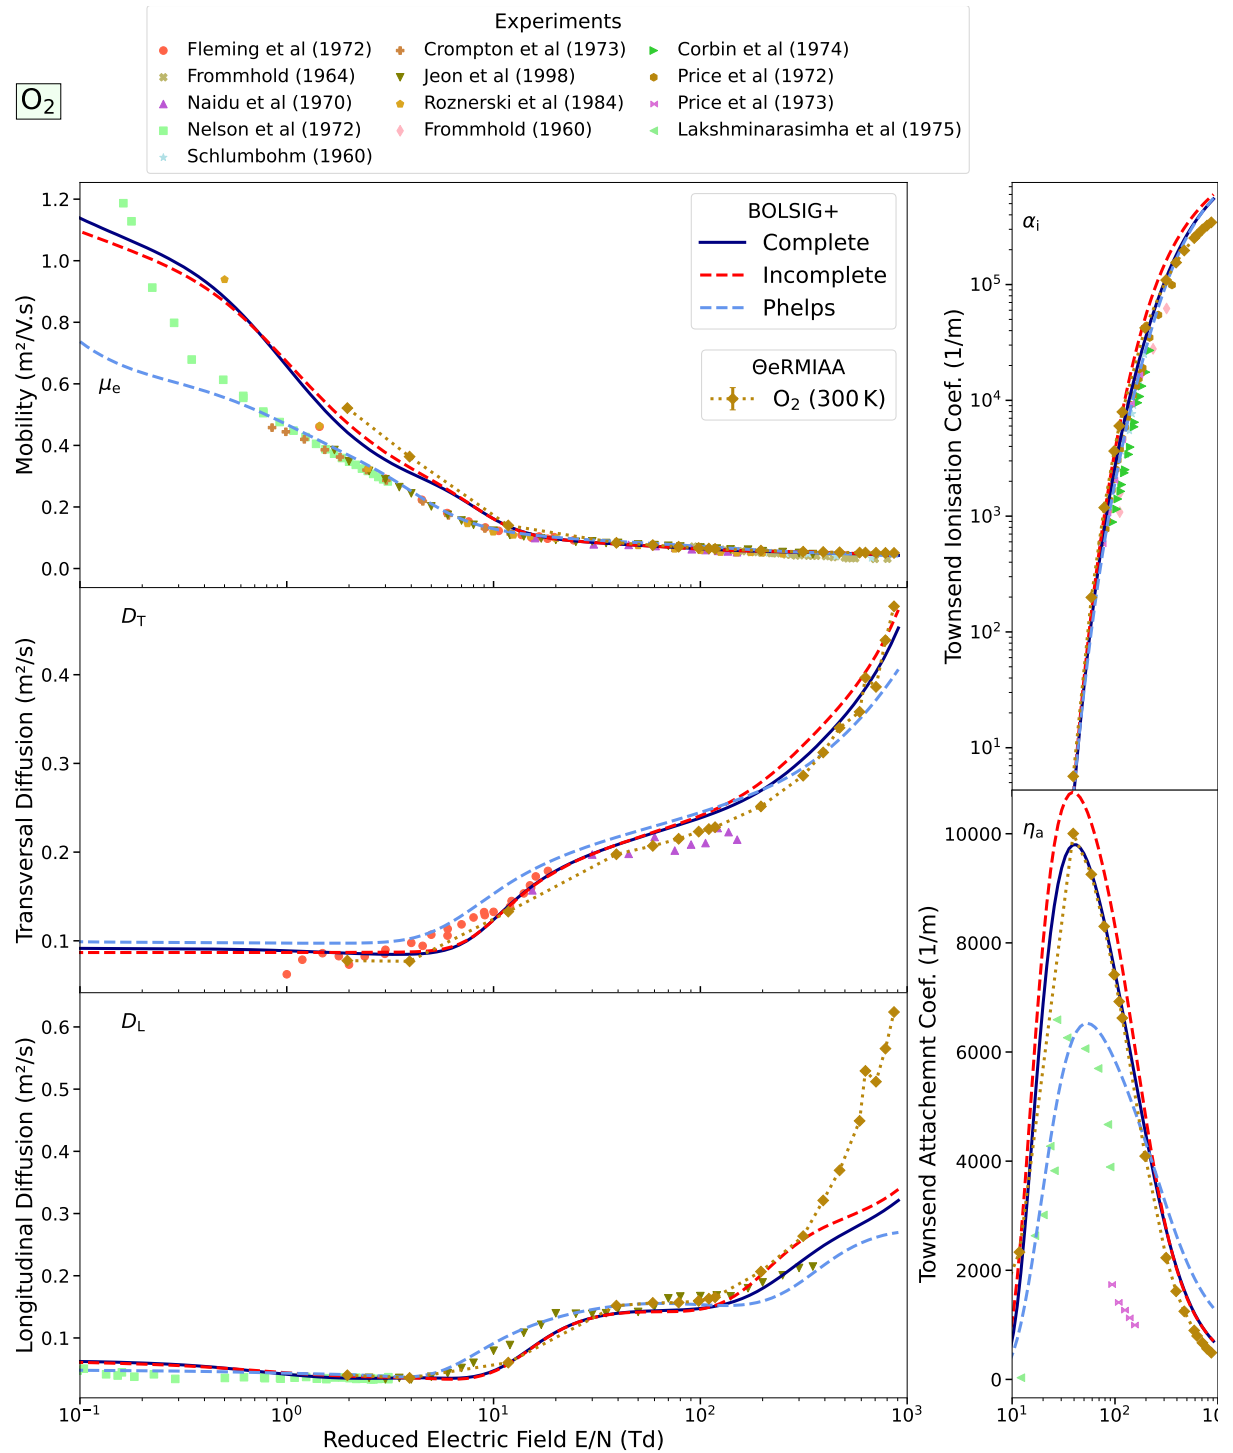 Experiments
Fleming et al (1972)
Frommhold (1964)
Naidu et al (1970)
Nelson et al (1972)
Schlumbohm (1960)
Crompton et al (1973)
Jeon et al (1998)
Roznerski et al (1984)
Frommhold (1960)
Corbin et al (1974)
Price et al (1972)
Price et al (1973)
Lakshminarasimha et al (1975)
O₂
Mobility (m²/V.s)
1.2
1.0
0.8
0.6
0.4
0.2
0.0
μₑ
BOLSIG+
Complete
Incomplete
Phelps
ΘeRMIAA
O₂ (300 K)
Transversal Diffusion (m²/s)
0.4
0.3
0.2
0.1
D_T
Longitudinal Diffusion (m²/s)
0.6
0.5
0.4
0.3
0.2
0.1
D_L
10⁻¹
10⁰
10¹
10²
10³
Reduced Electric Field E/N (Td)
Townsend Ionisation Coef. (1/m)
10⁵
10⁴
10³
10²
10¹
αᵢ
Townsend Attachemnt Coef. (1/m)
10000
8000
6000
4000
2000
0
ηₐ
10¹
10²